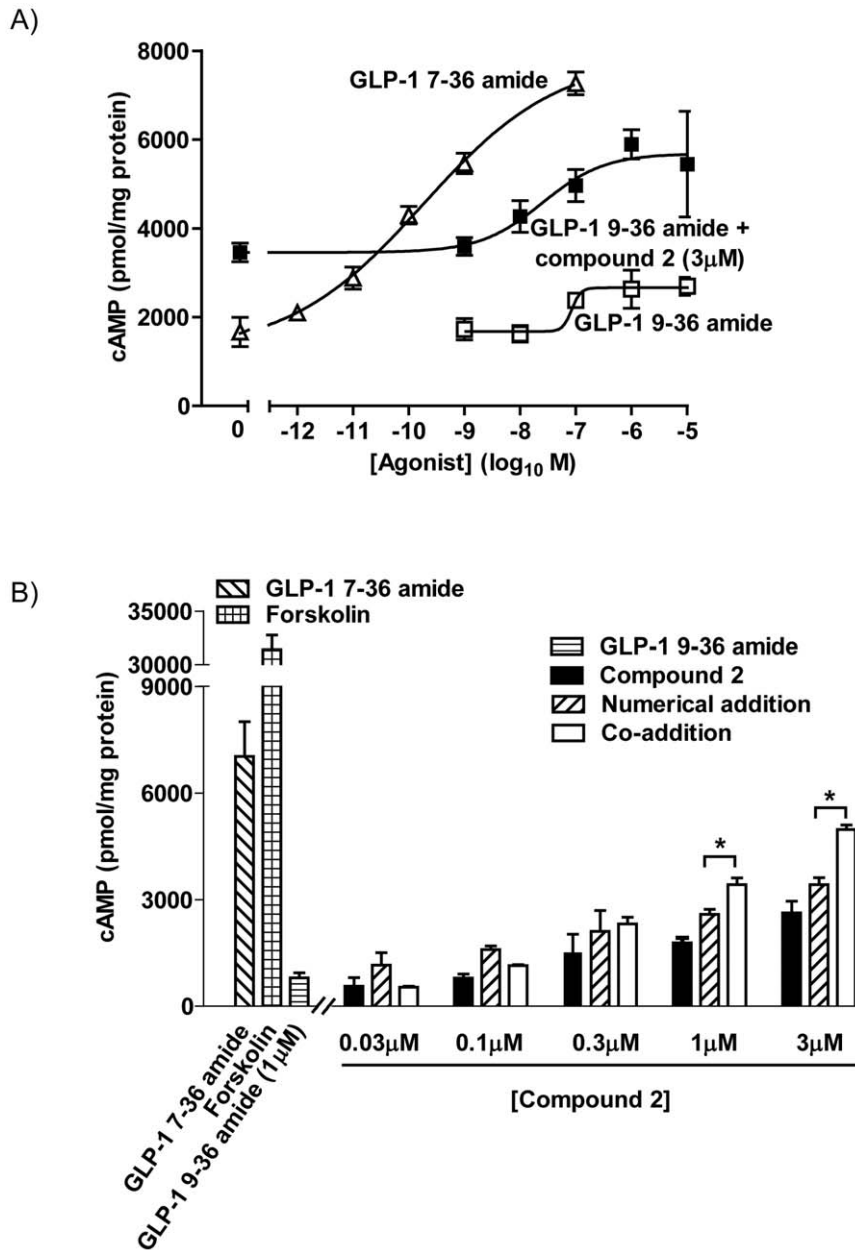 A)
8000
6000
4000
2000
0
cAMP (pmol/mg protein)
GLP-1 7-36 amide
GLP-1 9-36 amide +
compound 2 (3μM)
GLP-1 9-36 amide
0 -12 -11 -10 -9 -8 -7 -6 -5
[Agonist] (log10 M)
B)
GLP-1 7-36 amide
Forskolin
35000
30000
9000
6000
3000
0
cAMP (pmol/mg protein)
GLP-1 9-36 amide
Compound 2
Numerical addition
Co-addition
*
*
GLP-1 7-36 amide
Forskolin
GLP-1 9-36 amide (1μM)
0.03μM 0.1μM 0.3μM 1μM 3μM
[Compound 2]